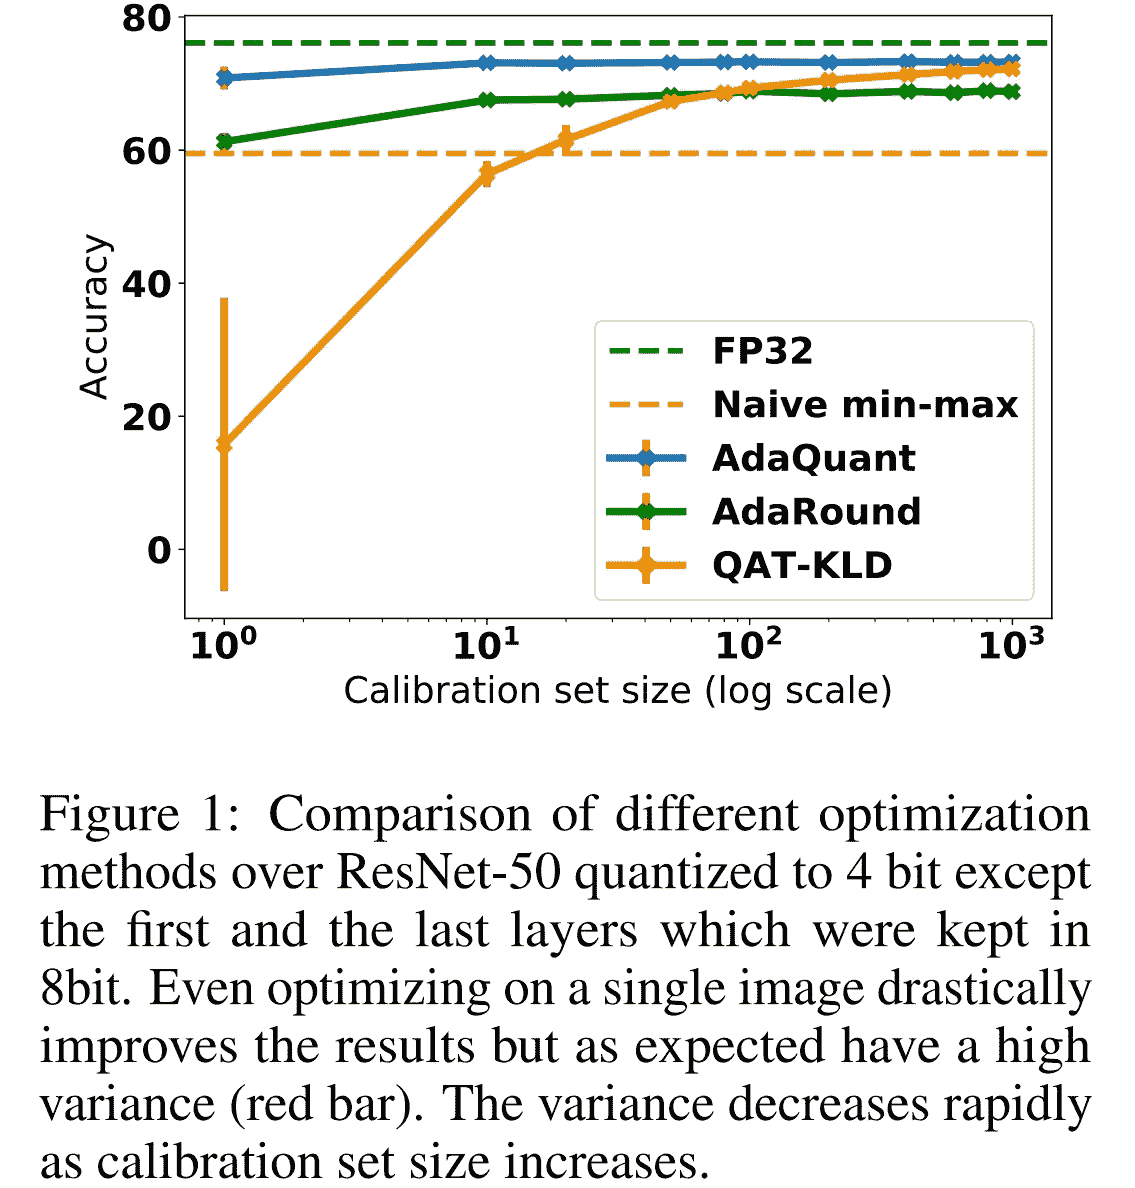 80
60
40
20
0
Accuracy
FP32
Naive min-max
AdaQuant
AdaRound
QAT-KLD
10⁰ 10¹ 10² 10³
Calibration set size (log scale)
Figure 1: Comparison of different optimization
methods over ResNet-50 quantized to 4 bit except
the first and the last layers which were kept in
8bit. Even optimizing on a single image drastically
improves the results but as expected have a high
variance (red bar). The variance decreases rapidly
as calibration set size increases.